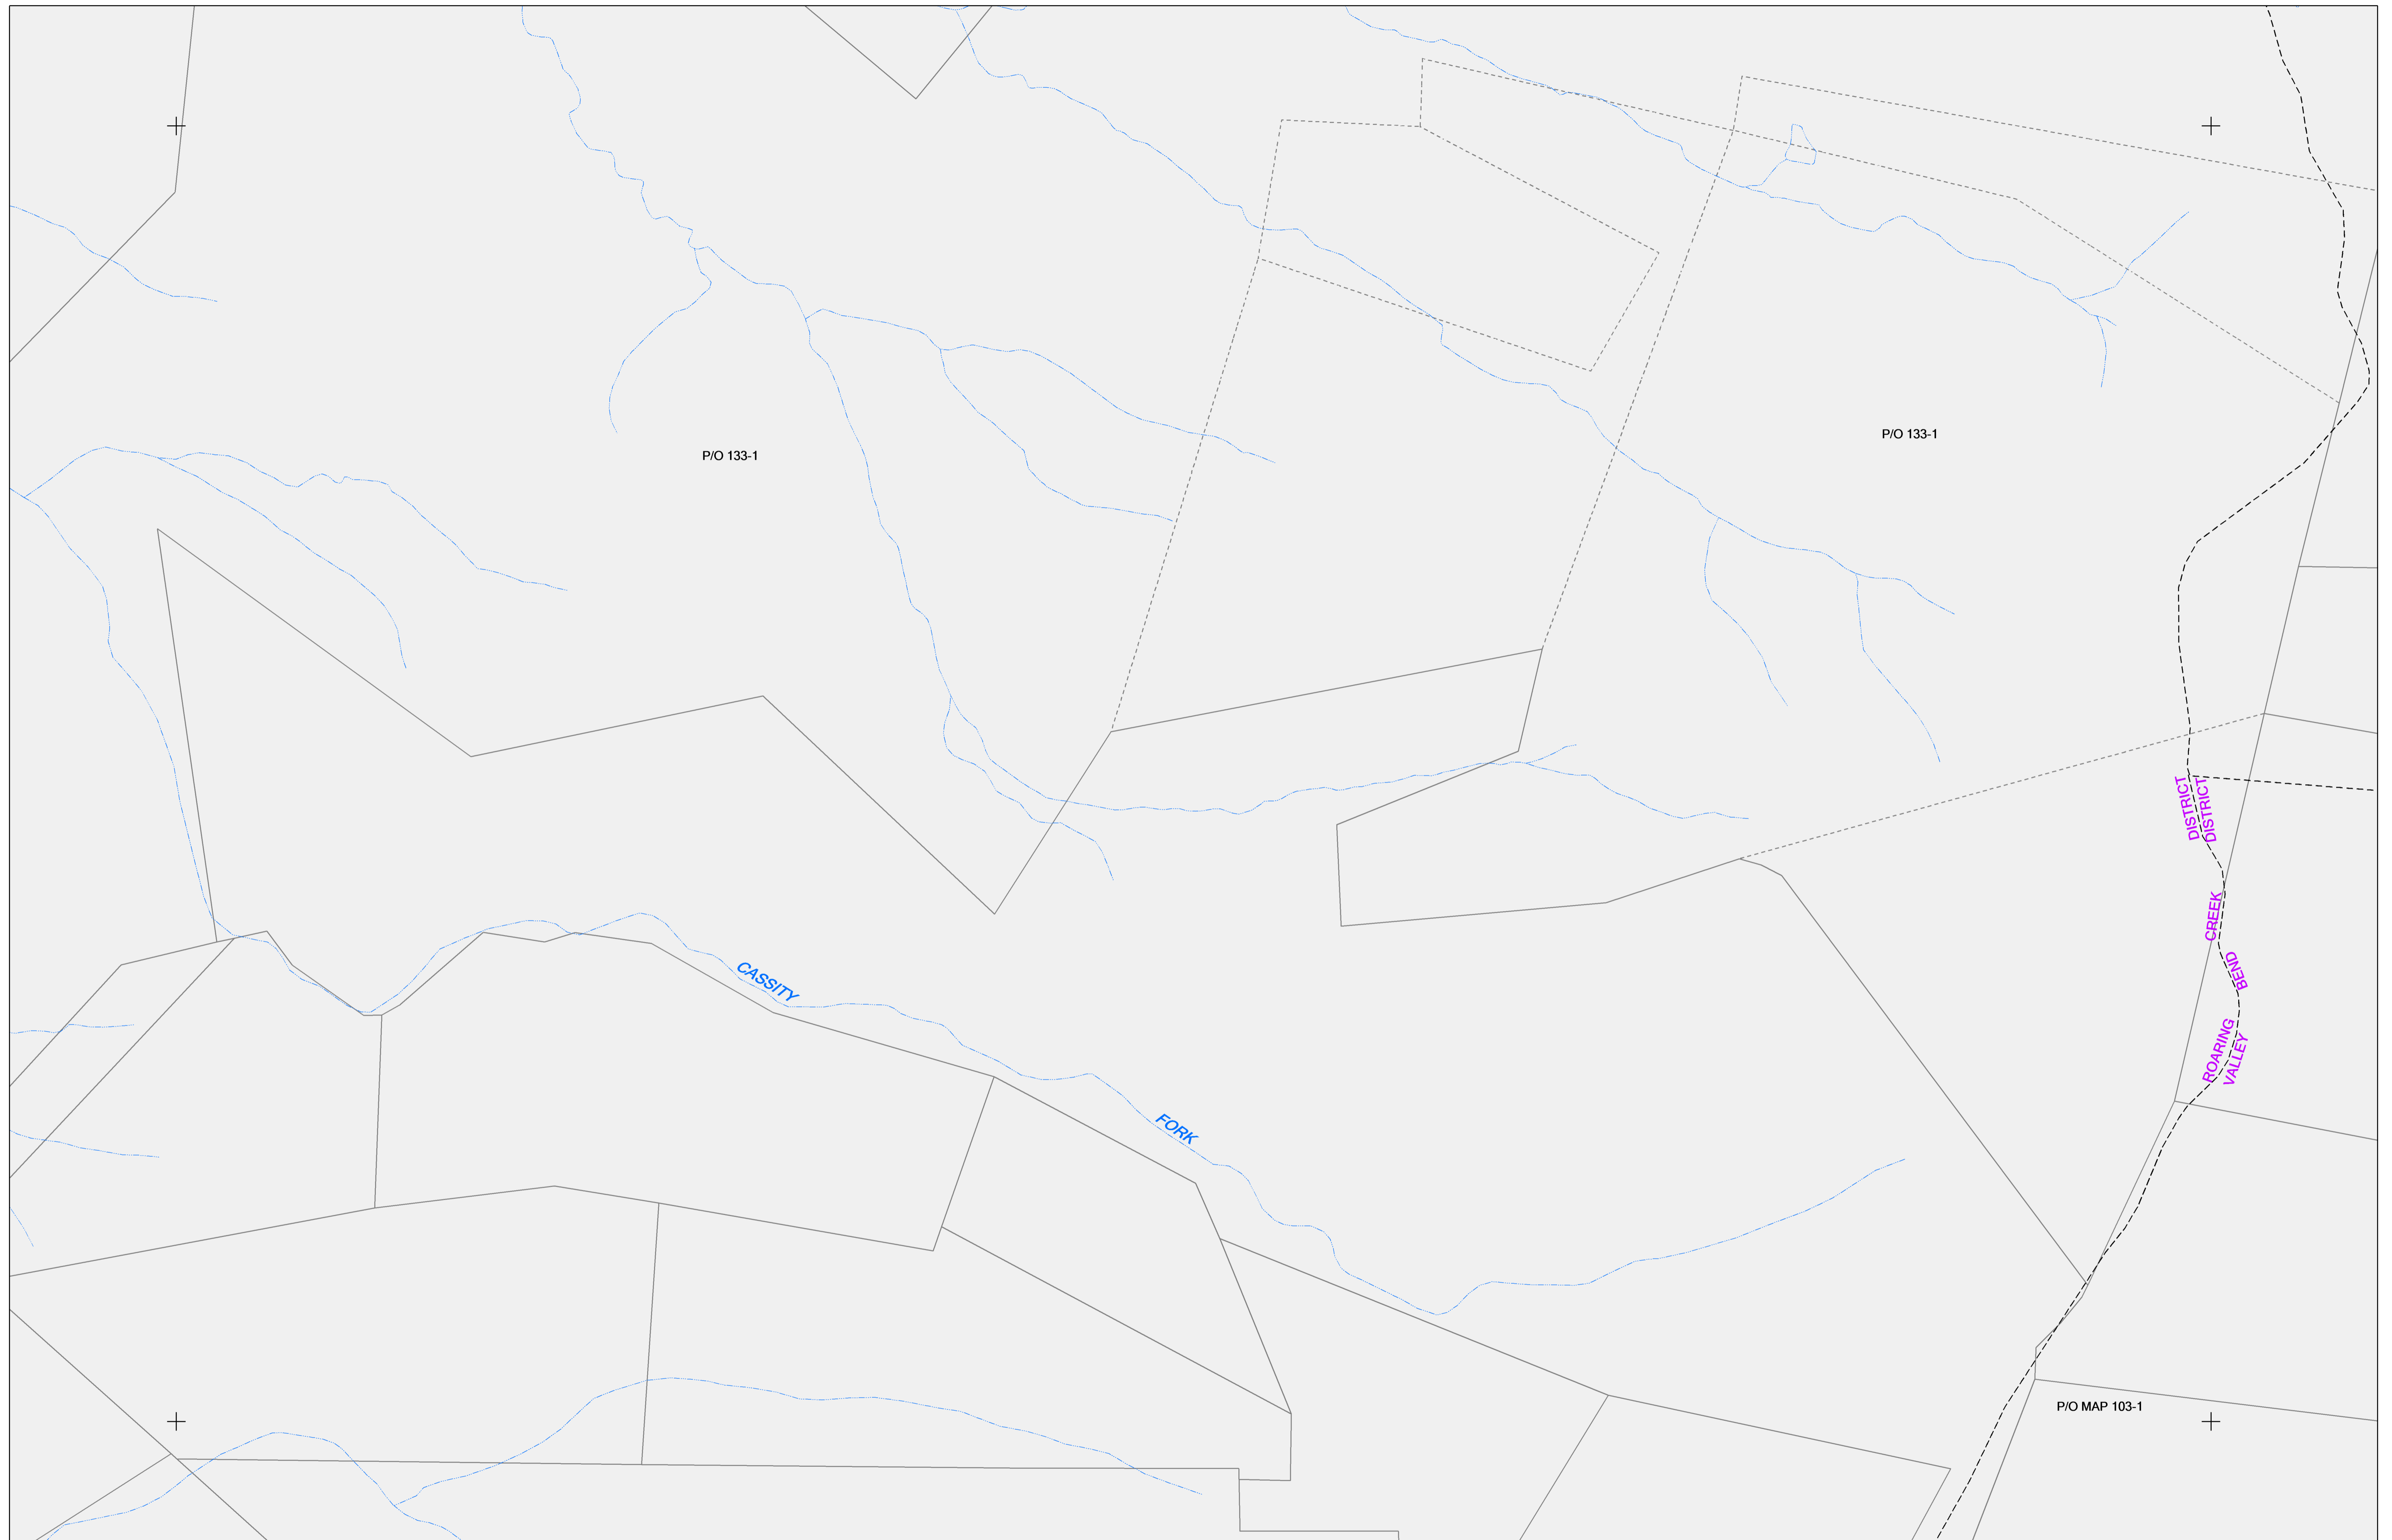 P/O 133-1
P/O 133-1
ROARING CREEK DISTRICT
VALLEY BEND DISTRICT
CASSITY FORK
P/O MAP 103-1